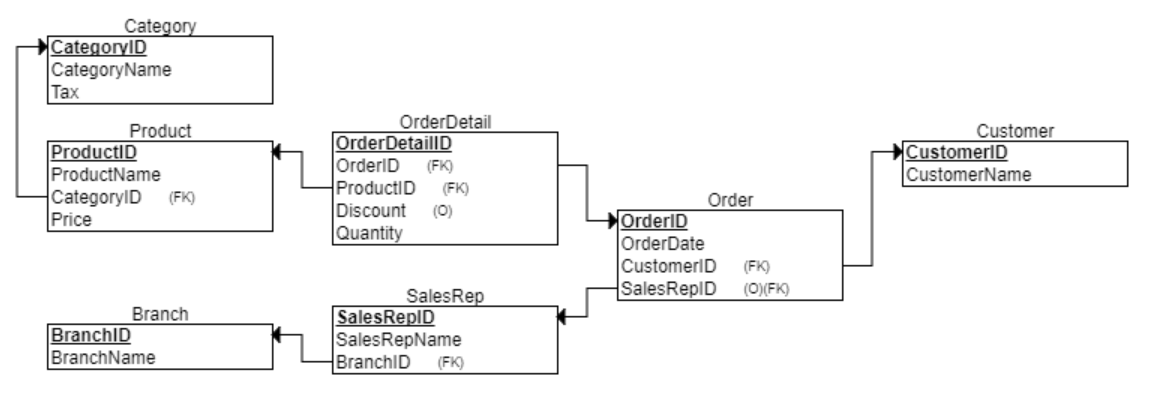 Category
CategoryID
CategoryName
Tax
Product
ProductID
ProductName
CategoryID (FK)
Price
OrderDetail
OrderDetailID
OrderID (FK)
ProductID (FK)
Discount (O)
Quantity
Customer
CustomerID
CustomerName
Order
OrderID
OrderDate
CustomerID (FK)
SalesRepID (O)(FK)
SalesRep
SalesRepID
SalesRepName
BranchID (FK)
Branch
BranchID
BranchName